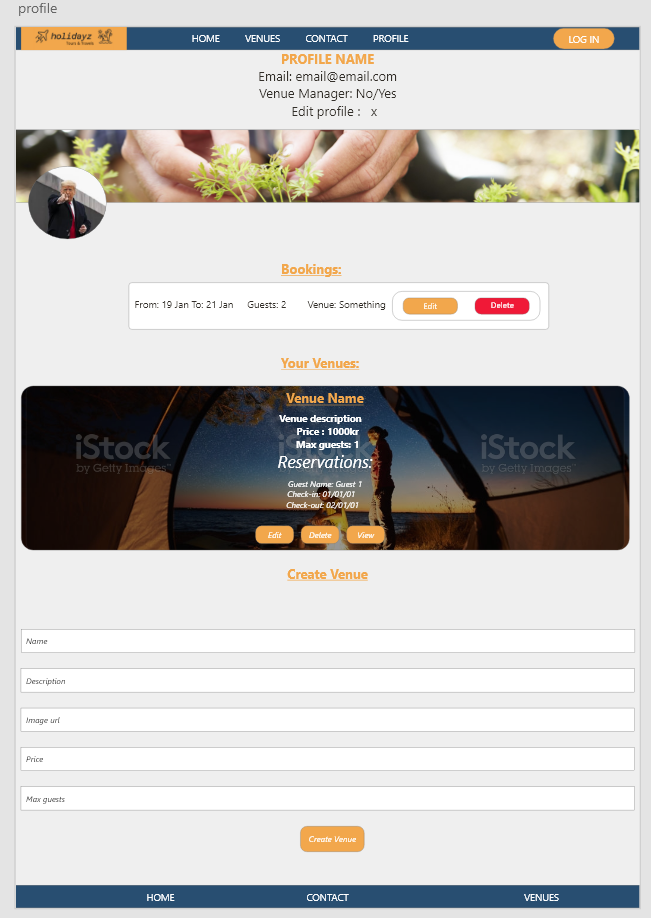 profile
holidayz
Tours & Travels
HOME VENUES CONTACT PROFILE LOG IN
PROFILE NAME
Email: email@email.com
Venue Manager: No/Yes
Edit profile : x
Bookings:
From: 19 Jan To: 21 Jan Guests: 2 Venue: Something Edit Delete
Your Venues:
Venue Name
Venue description
Price : 1000kr
Max guests: 1
iStock iStock iStock
by Getty Images™ by Getty Images™
Reservations:
Guest Name: Guest 1
Check-in: 01/01/01
Check-out: 02/01/01
Edit Delete View
Create Venue
Name
Description
Image url
Price
Max guests
Create Venue
HOME CONTACT VENUES